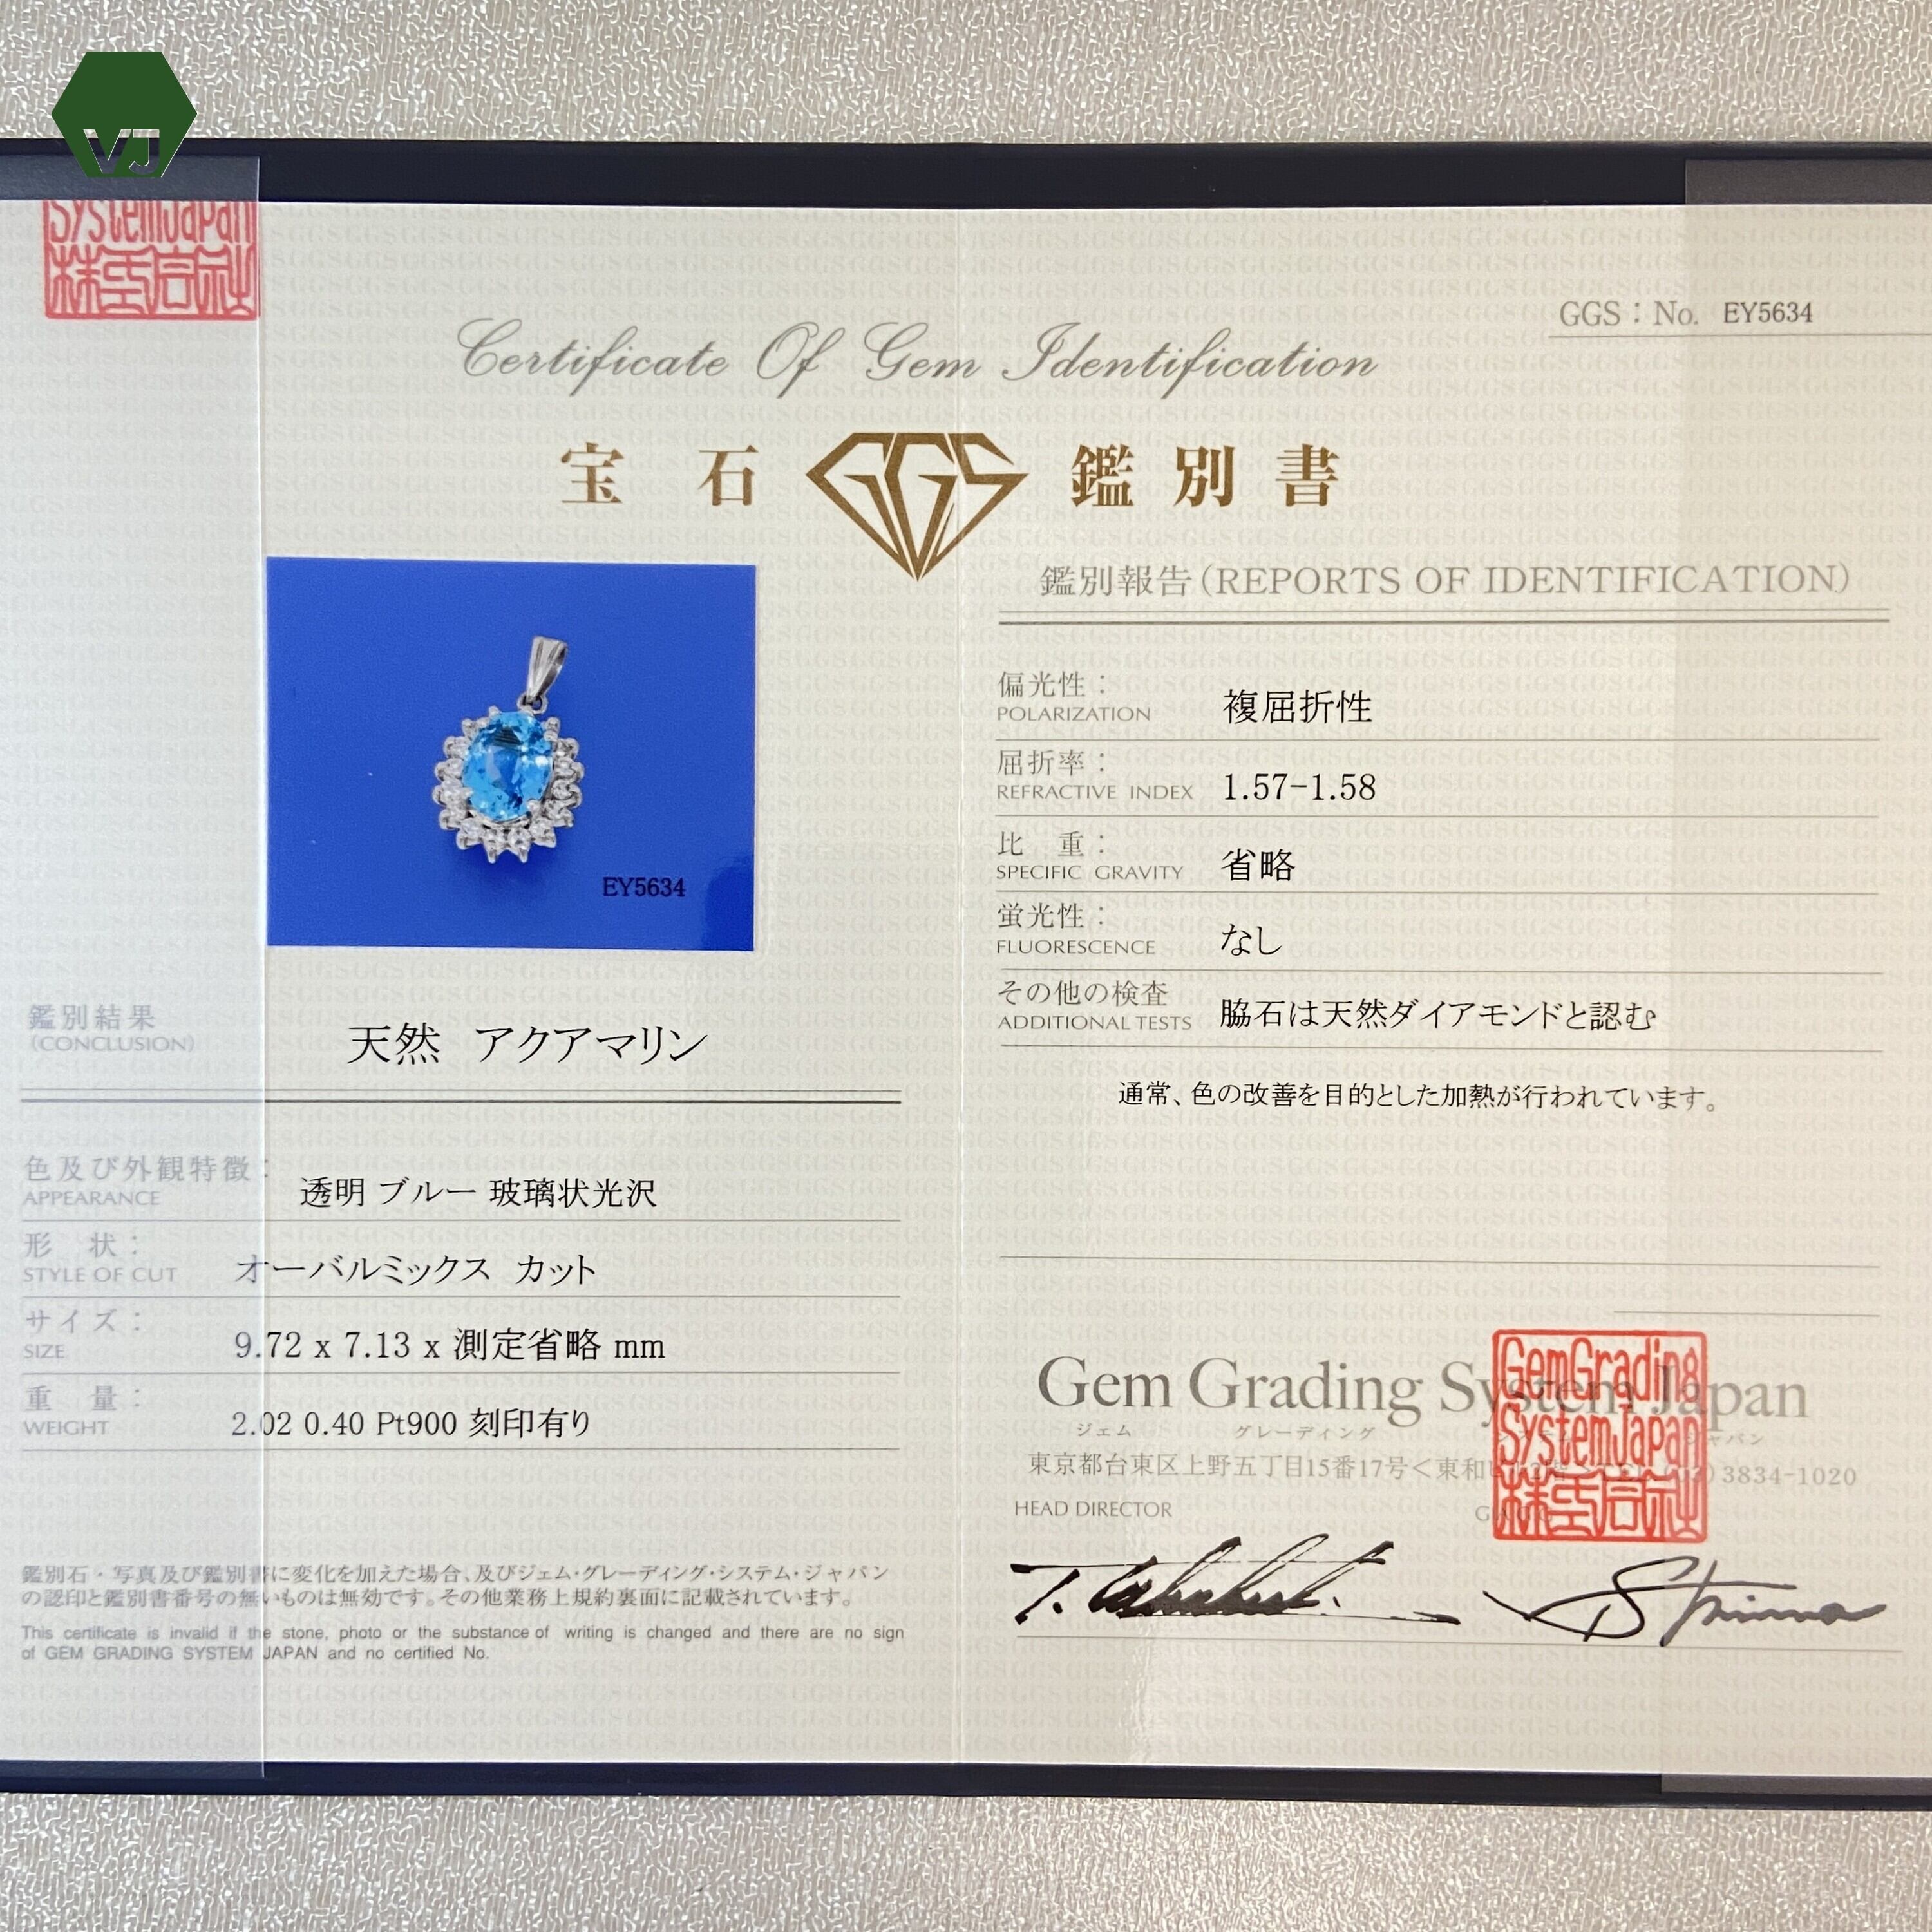 VJ
SystemJapan
株式会社
GGS：No. EY5634
Certificate Of Gem Identification
宝石 GGS 鑑別書
EY5634
鑑別結果
(CONCLUSION)
天然 アクアマリン
色及び外観特徴：
APPEARANCE
透明 ブルー 玻璃状光沢
形 状：
STYLE OF CUT
オーバルミックス カット
サイズ：
SIZE
9.72 x 7.13 x 測定省略 mm
重 量：
WEIGHT
2.02 0.40 Pt900 刻印有り
鑑別石・写真及び鑑別書に変化を加えた場合、及びジェム・グレーディング・システム・ジャパン
の認印と鑑別書番号の無いものは無効です。その他業務上規約裏面に記載されています。
This certificate is invalid if the stone, photo or the substance of writing is changed and there are no sign
of GEM GRADING SYSTEM JAPAN and no certified No.
鑑別報告(REPORTS OF IDENTIFICATION)
偏光性：
POLARIZATION
複屈折性
屈折率：
REFRACTIVE INDEX
1.57-1.58
比 重：
SPECIFIC GRAVITY
省略
蛍光性：
FLUORESCENCE
なし
その他の検査
ADDITIONAL TESTS
脇石は天然ダイアモンドと認む
通常、色の改善を目的とした加熱が行われています。
Gem Grading System Japan
ジェム グレーディング ジャパン
東京都台東区上野五丁目15番17号＜東和 3834-1020
HEAD DIRECTOR
GemGrading
SystemJapan
株式会社